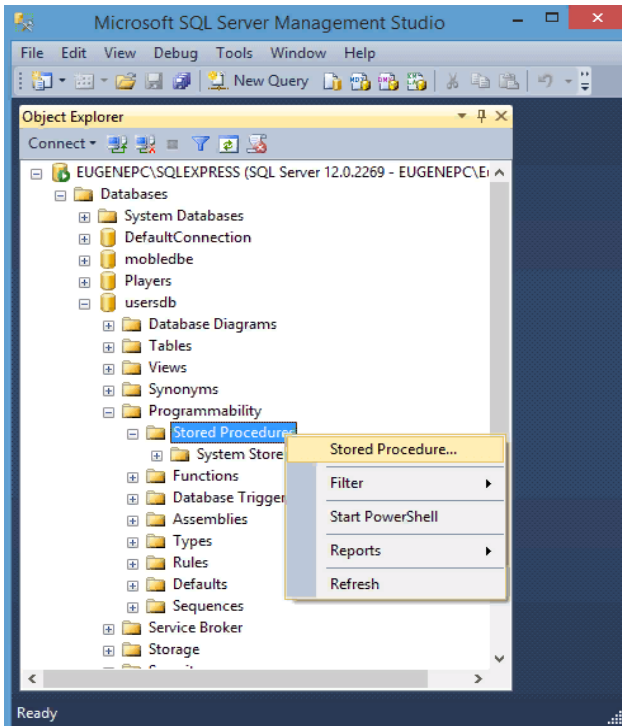 Microsoft SQL Server Management Studio
File Edit View Debug Tools Window Help
New Query
Object Explorer
Connect
EUGENEPC\SQLEXPRESS (SQL Server 12.0.2269 - EUGENEPC\E
Databases
System Databases
DefaultConnection
mobledbe
Players
usersdb
Database Diagrams
Tables
Views
Synonyms
Programmability
Stored Procedures
System Store
Functions
Database Trigger
Assemblies
Types
Rules
Defaults
Sequences
Service Broker
Storage
Stored Procedure...
Filter
Start PowerShell
Reports
Refresh
Ready